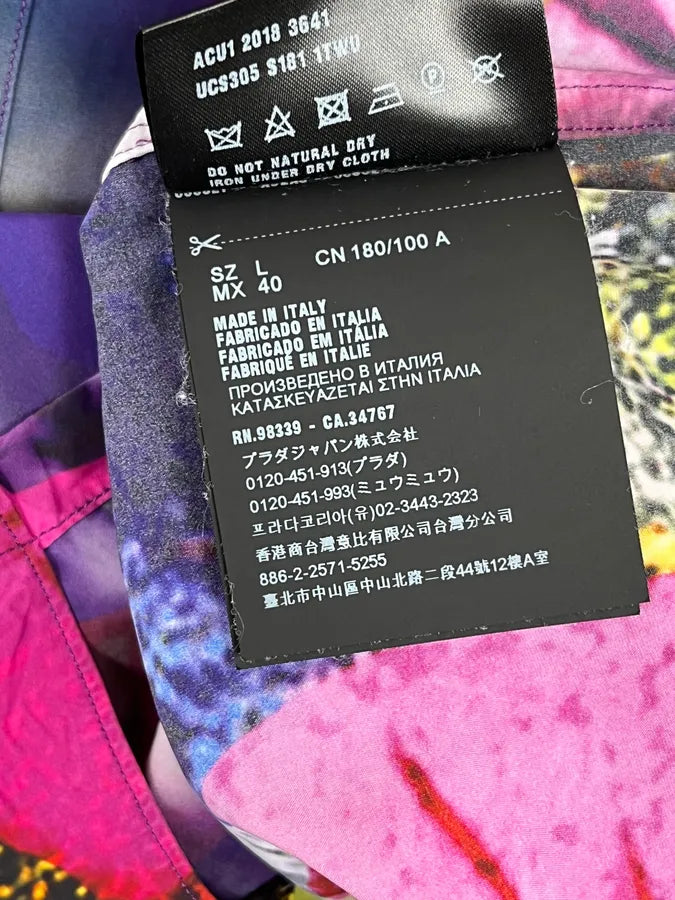 ACU1 2018 3G41
UCS305 S181 1TWU
P
DO NOT NATURAL DRY
IRON UNDER DRY CLOTH
SZ L CN 180/100 A
MX 40
MADE IN ITALY
FABRICADO EN ITALIA
FABRICADO EM ITÁLIA
FABRIQUÉ EN ITALIE
ПРОИЗВЕДЕНО В ИТАЛИЯ
ΚΑΤΑΣΚΕΥΑΖΕΤΑΙ ΣΤΗΝ ΙΤΑΛΙΑ
RN.98339 - CA.34767
プラダジャパン株式会社
0120-451-913(プラダ)
0120-451-993(ミュウミュウ)
프라다코리아(유)02-3443-2323
香港商台灣意比有限公司台灣分公司
886-2-2571-5255
臺北市中山區中山北路二段44號12樓A室